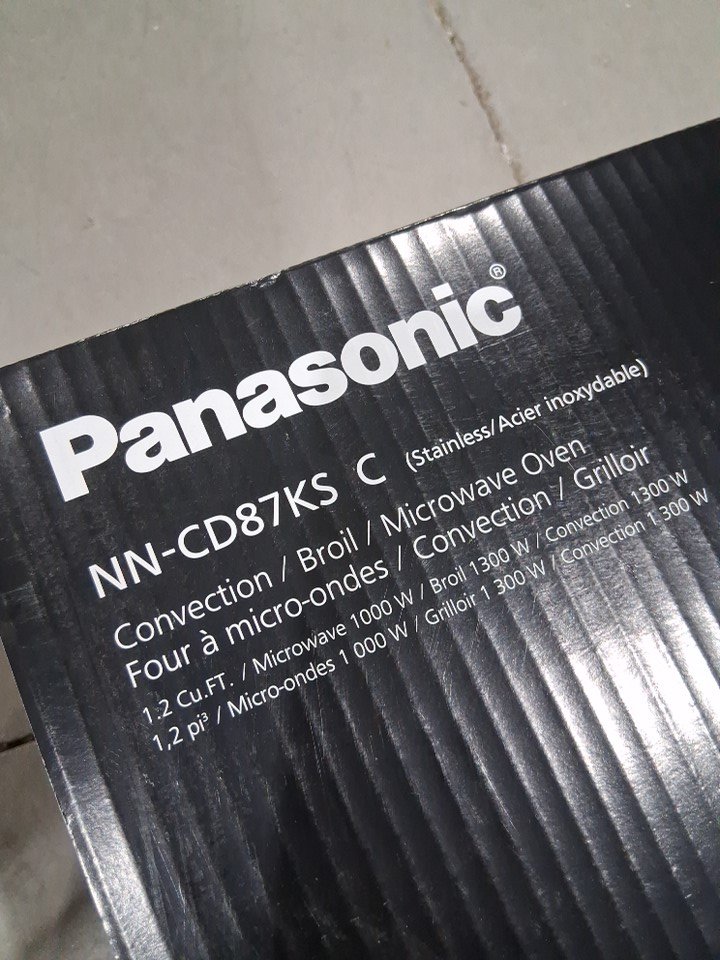 Panasonic®
NN-CD87KS C (Stainless/Acier inoxydable)
Convection / Broil / Microwave Oven
Four à micro-ondes / Convection / Grilloir
1.2 Cu.FT. / Microwave 1000 W / Broil 1300 W / Convection 1300 W
1,2 pi³ / Micro-ondes 1 000 W / Grilloir 1 300 W / Convection 1 300 W